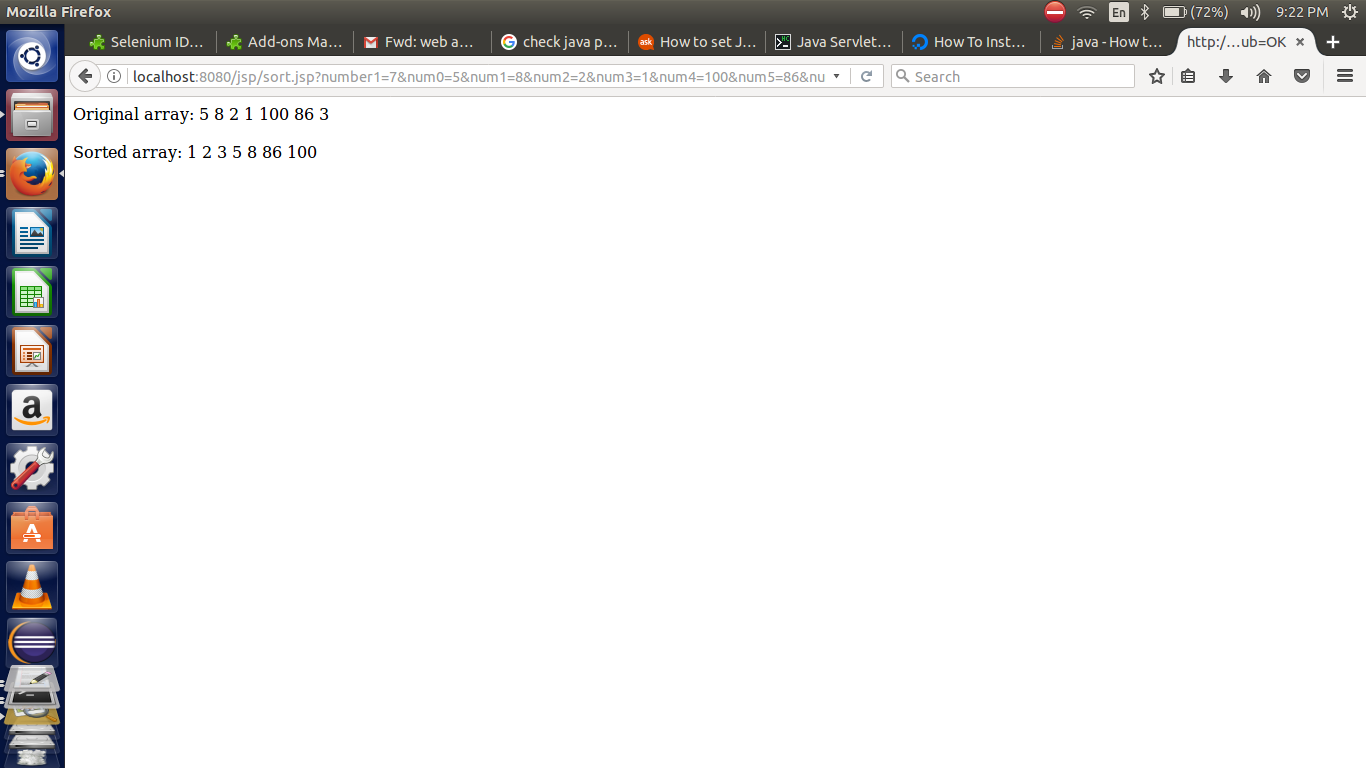 Mozilla Firefox
En
(72%)
9:22 PM
Selenium ID...
Add-ons Ma...
Fwd: web a...
check java p...
ask
How to set J...
Java Servlet...
How To Inst...
java - How t...
http:/...ub=OK
localhost:8080/jsp/sort.jsp?number1=7&num0=5&num1=8&num2=2&num3=1&num4=100&num5=86&nu
Search
Original array: 5 8 2 1 100 86 3
Sorted array: 1 2 3 5 8 86 100
a
A